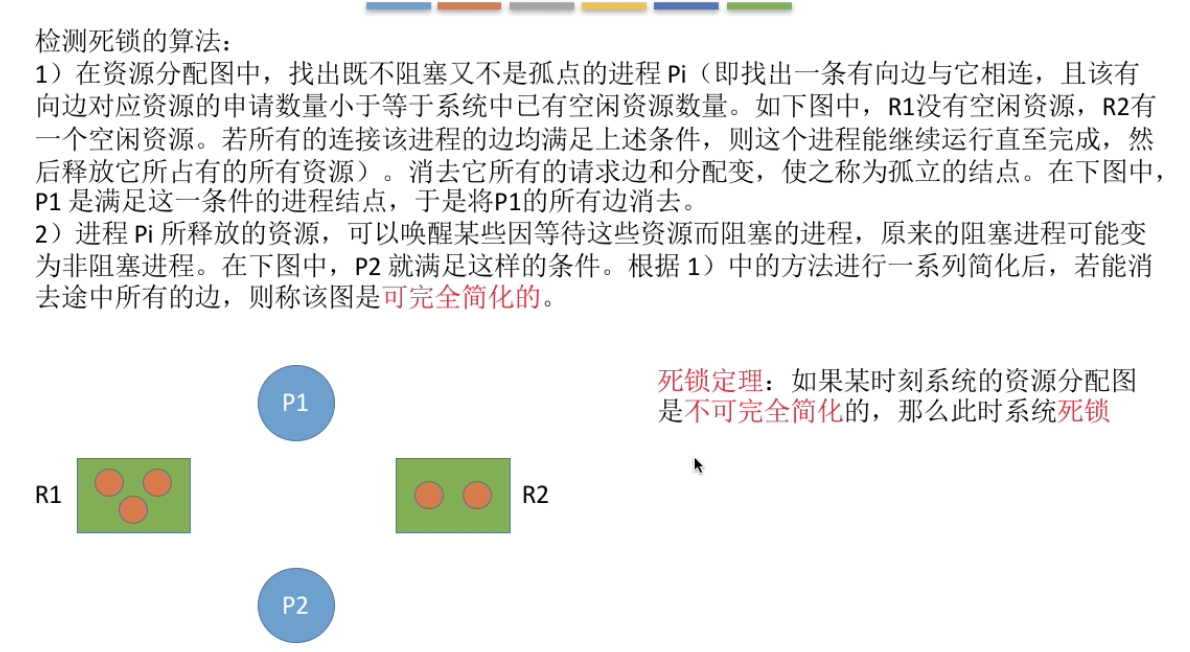 检测死锁的算法：
1）在资源分配图中，找出既不阻塞又不是孤点的进程 Pi（即找出一条有向边与它相连，且该有
向边对应资源的申请数量小于等于系统中已有空闲资源数量。如下图中，R1没有空闲资源，R2有
一个空闲资源。若所有的连接该进程的边均满足上述条件，则这个进程能继续运行直至完成，然
后释放它所占有的所有资源）。消去它所有的请求边和分配变，使之称为孤立的结点。在下图中，
P1 是满足这一条件的进程结点，于是将P1的所有边消去。
2）进程 Pi 所释放的资源，可以唤醒某些因等待这些资源而阻塞的进程，原来的阻塞进程可能变
为非阻塞进程。在下图中，P2 就满足这样的条件。根据 1）中的方法进行一系列简化后，若能消
去途中所有的边，则称该图是可完全简化的。
死锁定理：如果某时刻系统的资源分配图
是不可完全简化的，那么此时系统死锁
P1
R1
R2
P2